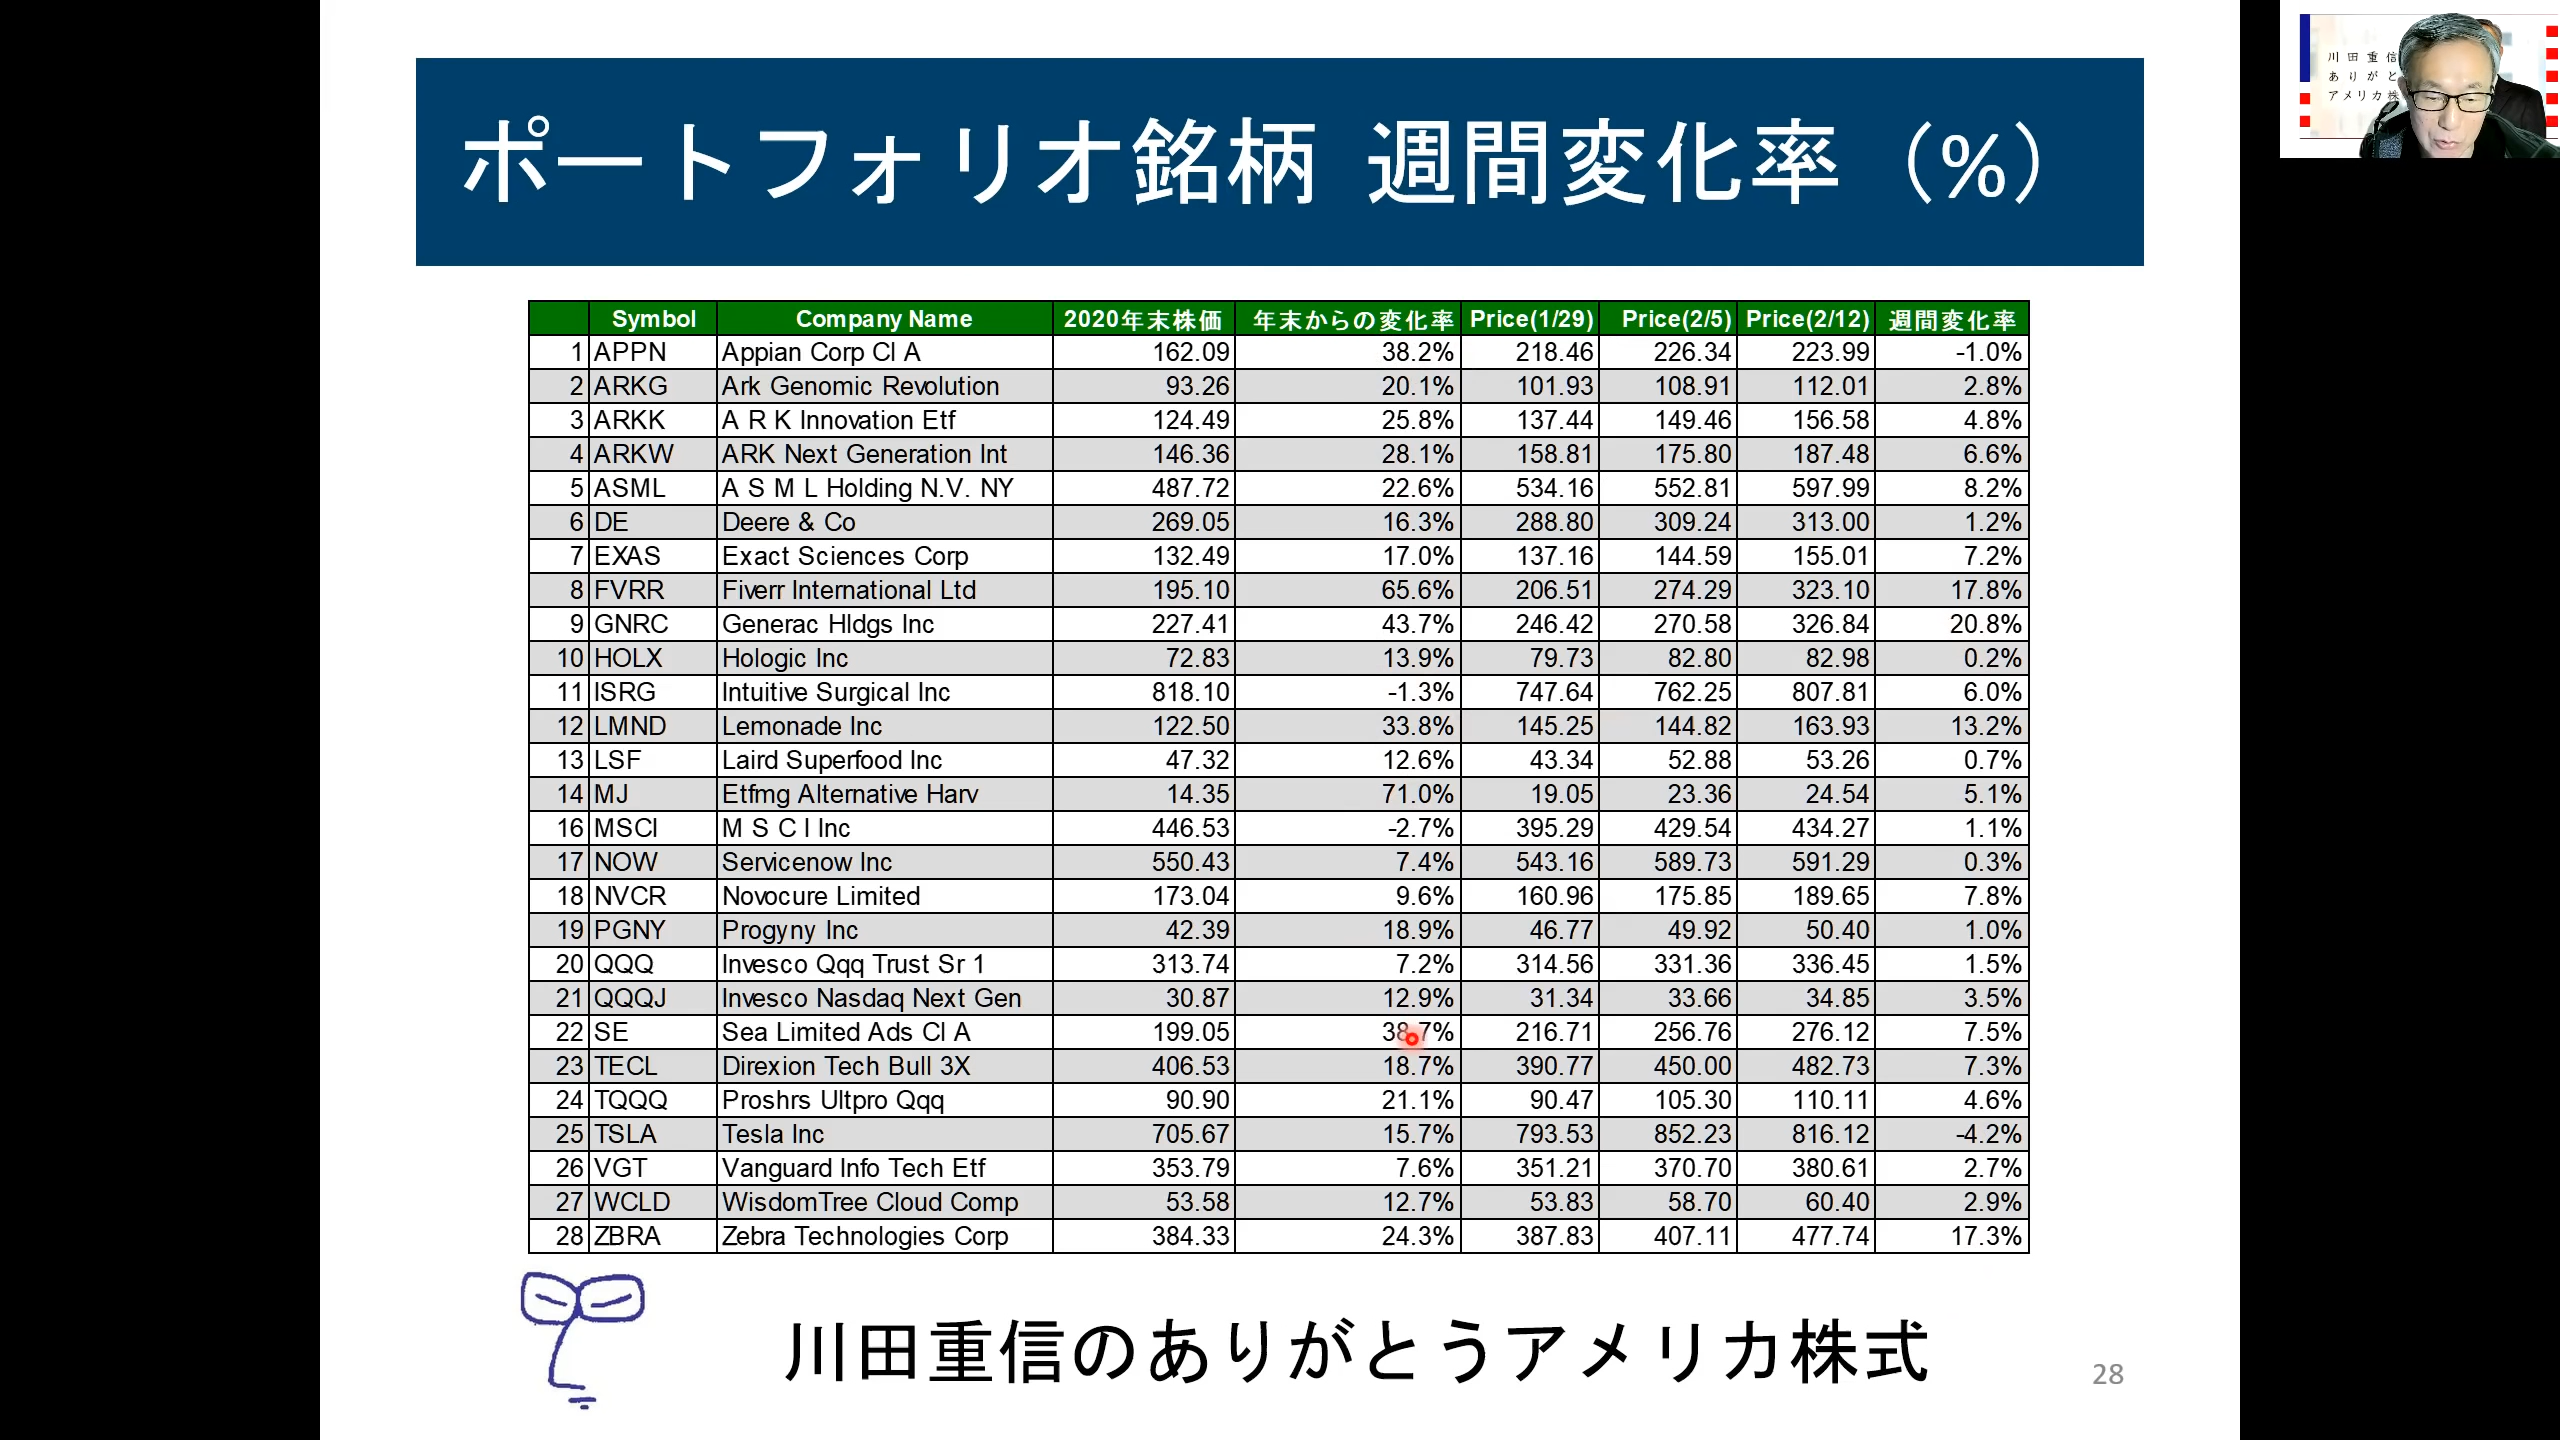 ポートフォリオ銘柄 週間変化率（%）
川田重信
ありがと
アメリカ株
Symbol Company Name 2020年末株価 年末からの変化率 Price(1/29) Price(2/5) Price(2/12) 週間変化率
1 APPN Appian Corp Cl A 162.09 38.2% 218.46 226.34 223.99 -1.0%
2 ARKG Ark Genomic Revolution 93.26 20.1% 101.93 108.91 112.01 2.8%
3 ARKK A R K Innovation Etf 124.49 25.8% 137.44 149.46 156.58 4.8%
4 ARKW ARK Next Generation Int 146.36 28.1% 158.81 175.80 187.48 6.6%
5 ASML A S M L Holding N.V. NY 487.72 22.6% 534.16 552.81 597.99 8.2%
6 DE Deere & Co 269.05 16.3% 288.80 309.24 313.00 1.2%
7 EXAS Exact Sciences Corp 132.49 17.0% 137.16 144.59 155.01 7.2%
8 FVRR Fiverr International Ltd 195.10 65.6% 206.51 274.29 323.10 17.8%
9 GNRC Generac Hldgs Inc 227.41 43.7% 246.42 270.58 326.84 20.8%
10 HOLX Hologic Inc 72.83 13.9% 79.73 82.80 82.98 0.2%
11 ISRG Intuitive Surgical Inc 818.10 -1.3% 747.64 762.25 807.81 6.0%
12 LMND Lemonade Inc 122.50 33.8% 145.25 144.82 163.93 13.2%
13 LSF Laird Superfood Inc 47.32 12.6% 43.34 52.88 53.26 0.7%
14 MJ Etfmg Alternative Harv 14.35 71.0% 19.05 23.36 24.54 5.1%
16 MSCI M S C I Inc 446.53 -2.7% 395.29 429.54 434.27 1.1%
17 NOW Servicenow Inc 550.43 7.4% 543.16 589.73 591.29 0.3%
18 NVCR Novocure Limited 173.04 9.6% 160.96 175.85 189.65 7.8%
19 PGNY Progyny Inc 42.39 18.9% 46.77 49.92 50.40 1.0%
20 QQQ Invesco Qqq Trust Sr 1 313.74 7.2% 314.56 331.36 336.45 1.5%
21 QQQJ Invesco Nasdaq Next Gen 30.87 12.9% 31.34 33.66 34.85 3.5%
22 SE Sea Limited Ads Cl A 199.05 38.7% 216.71 256.76 276.12 7.5%
23 TECL Direxion Tech Bull 3X 406.53 18.7% 390.77 450.00 482.73 7.3%
24 TQQQ Proshrs Ultpro Qqq 90.90 21.1% 90.47 105.30 110.11 4.6%
25 TSLA Tesla Inc 705.67 15.7% 793.53 852.23 816.12 -4.2%
26 VGT Vanguard Info Tech Etf 353.79 7.6% 351.21 370.70 380.61 2.7%
27 WCLD WisdomTree Cloud Comp 53.58 12.7% 53.83 58.70 60.40 2.9%
28 ZBRA Zebra Technologies Corp 384.33 24.3% 387.83 407.11 477.74 17.3%
川田重信のありがとうアメリカ株式
28